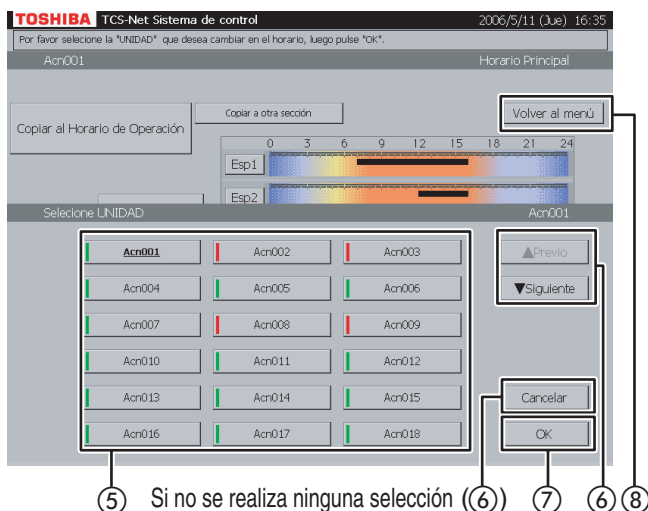 TOSHIBA TCS-Net Sistema de control 2006/5/11 (Jue) 16:35
Por favor selecione la "UNIDAD" que desea cambiar en el horario, luego pulse "OK".
Acn001 Horario Principal
Copiar a otra sección Volver al menú
Copiar al Horario de Operación
0 3 6 9 12 15 18 21 24
Esp1
Esp2
Selecione UNIDAD Acn001
Acn001 Acn002 Acn003 ▲Previo
Acn004 Acn005 Acn006 ▼Siguiente
Acn007 Acn008 Acn009
Acn010 Acn011 Acn012
Acn013 Acn014 Acn015 Cancelar
Acn016 Acn017 Acn018 OK
⑤ Si no se realiza ninguna selección (⑥) ⑦ ⑥ ⑧